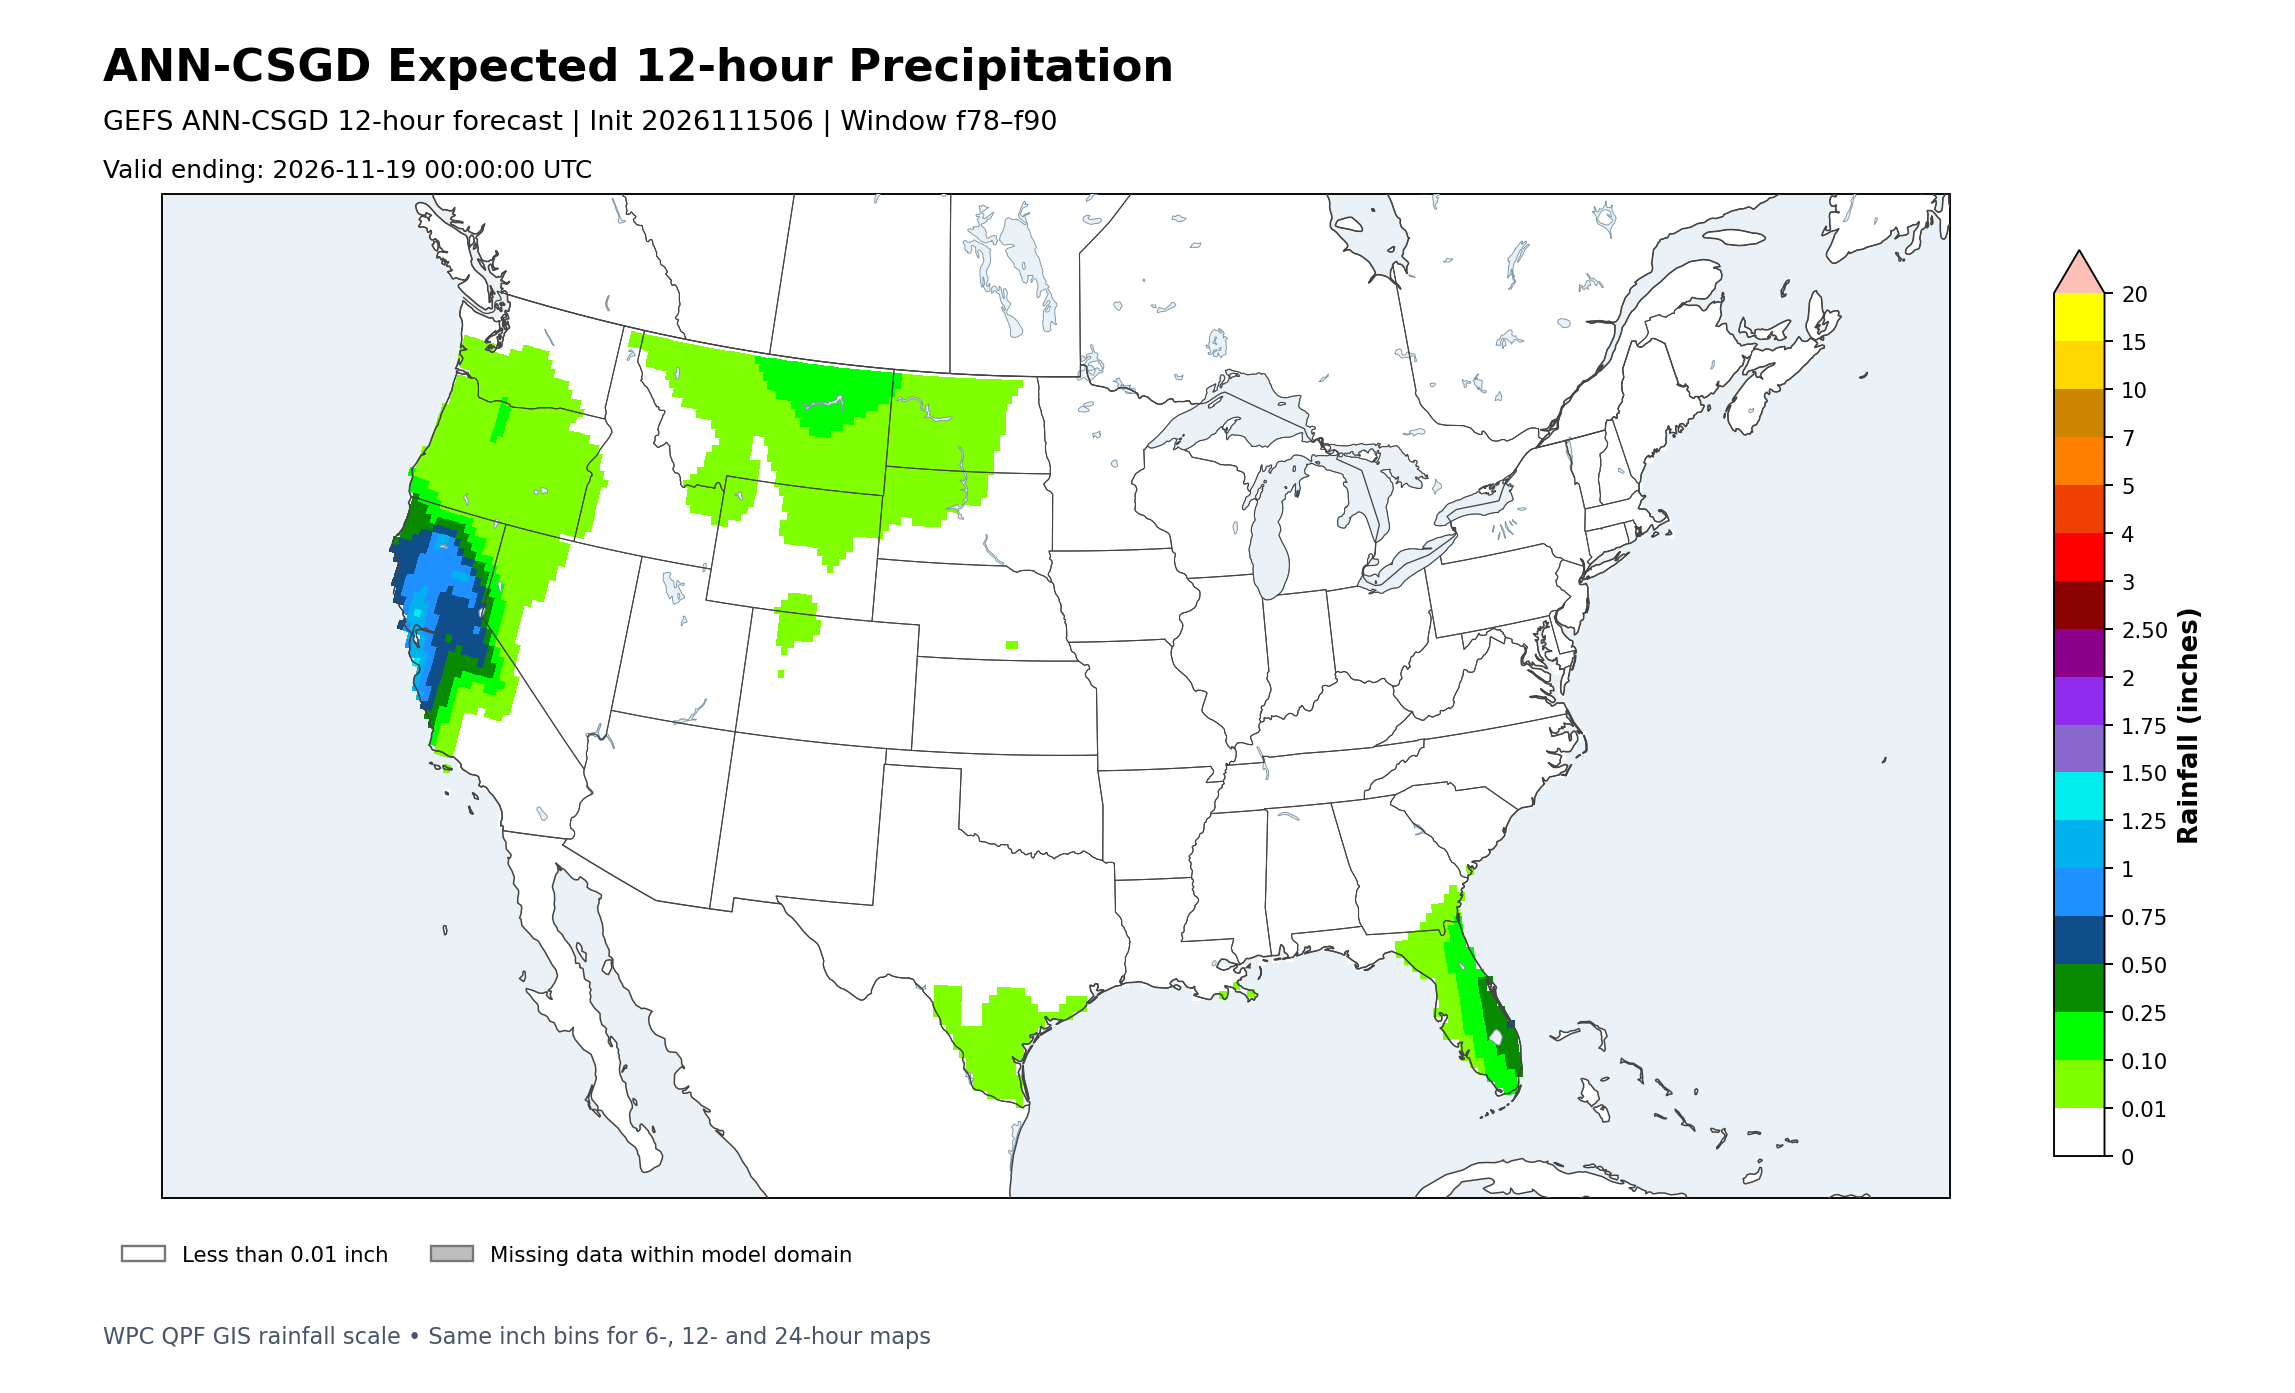 ANN-CSGD Expected 12-hour Precipitation
GEFS ANN-CSGD 12-hour forecast | Init 2026111506 | Window f78–f90
Valid ending: 2026-11-19 00:00:00 UTC
20
15
10
7
5
4
3
2.50
2
1.75
1.50
1.25
1
0.75
0.50
0.25
0.10
0.01
0
Rainfall (inches)
Less than 0.01 inch
Missing data within model domain
WPC QPF GIS rainfall scale • Same inch bins for 6-, 12- and 24-hour maps